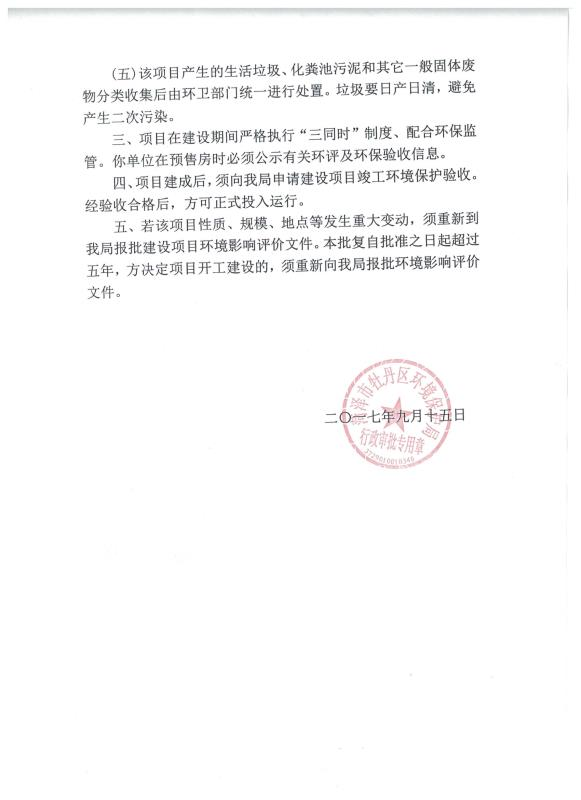 (五)该项目产生的生活垃圾、化粪池污泥和其它一般固体废
物分类收集后由环卫部门统一进行处置。垃圾要日产日清,避免
产生二次污染。
三、项目在建设期间严格执行“三同时”制度、配合环保监
管。你单位在预售房时必须公示有关环评及环保验收信息。
四、项目建成后,须向我局申请建设项目竣工环境保护验收。
经验收合格后,方可正式投入运行。
五、若该项目性质、规模、地点等发生重大变动,须重新到
我局报批建设项目环境影响评价文件。本批复自批准之日起超过
五年,方决定项目开工建设的,须重新向我局报批环境影响评价
文件。
菏泽市牡丹区环境保护局
二〇一七年九月十五日
行政审批专用章
3729010010340